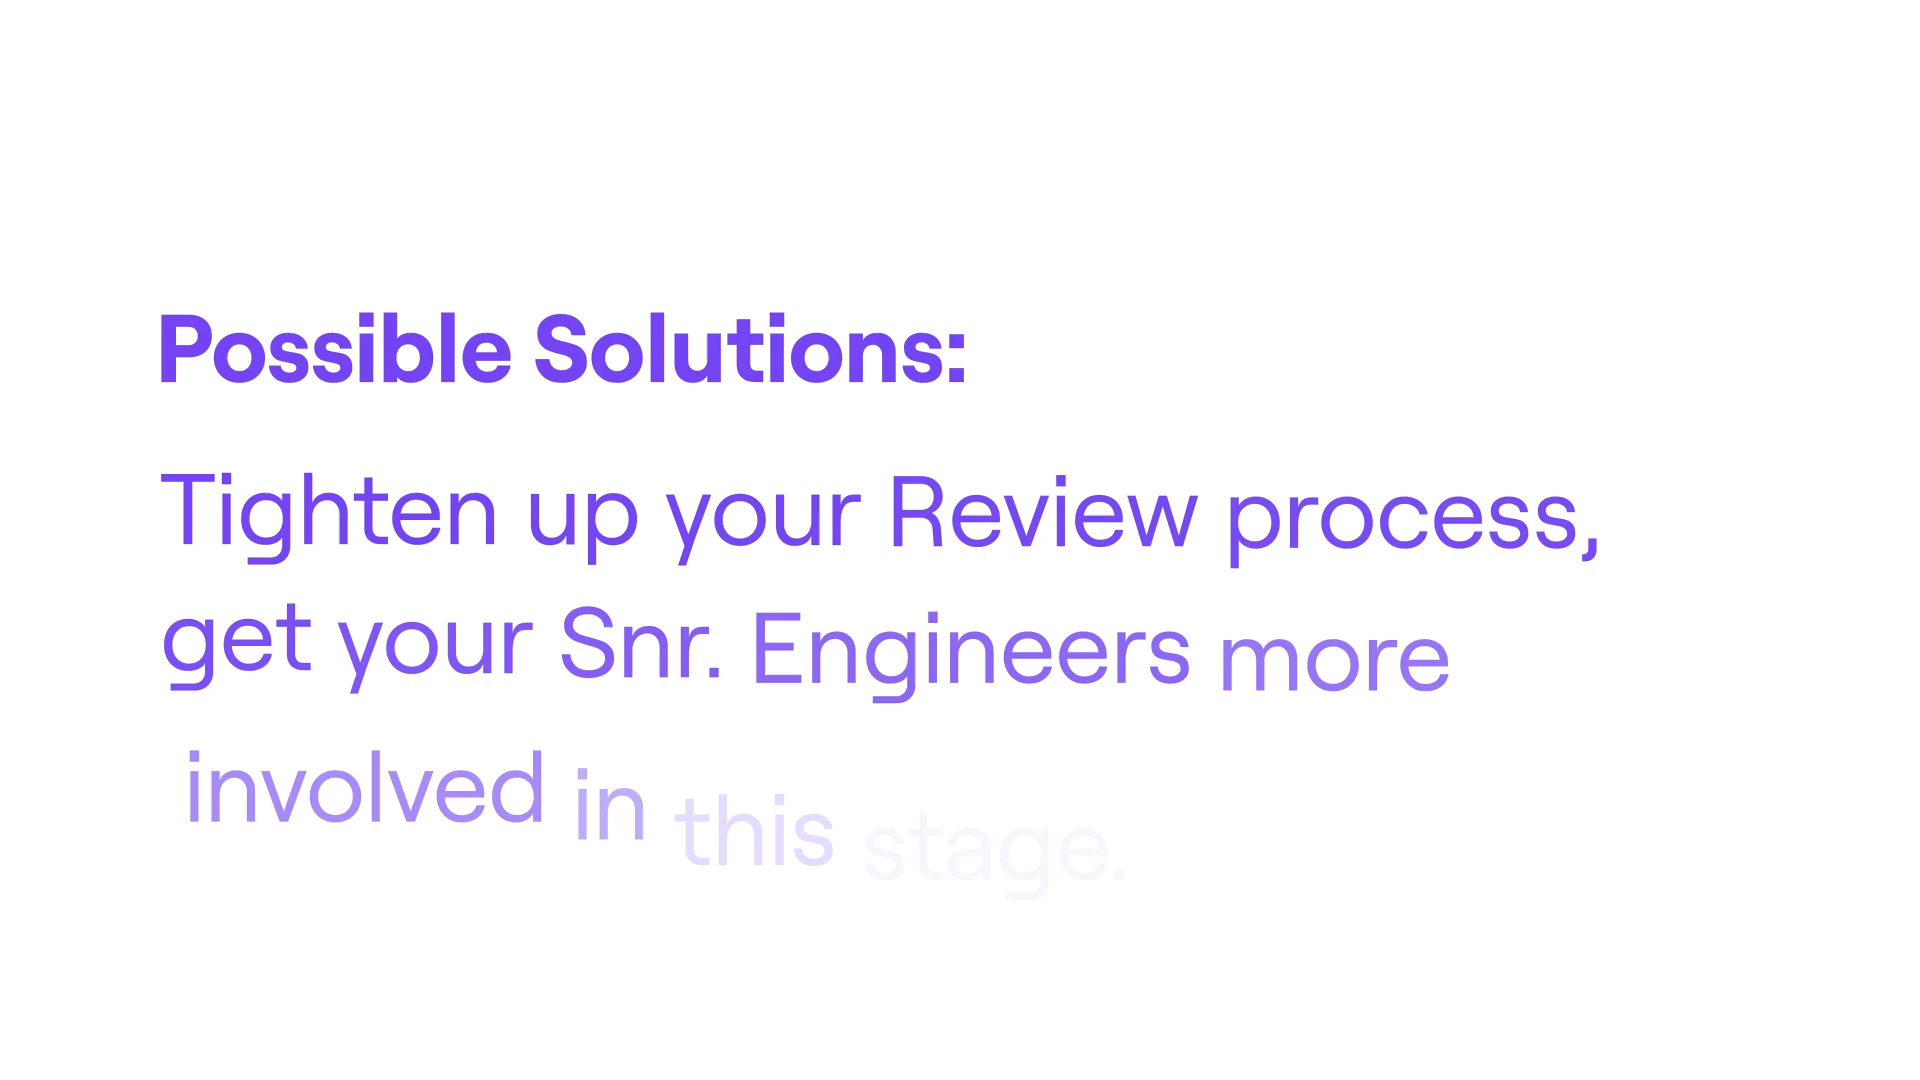 Possible Solutions:
Tighten up your Review process,
get your Snr. Engineers more
involved in this stage.